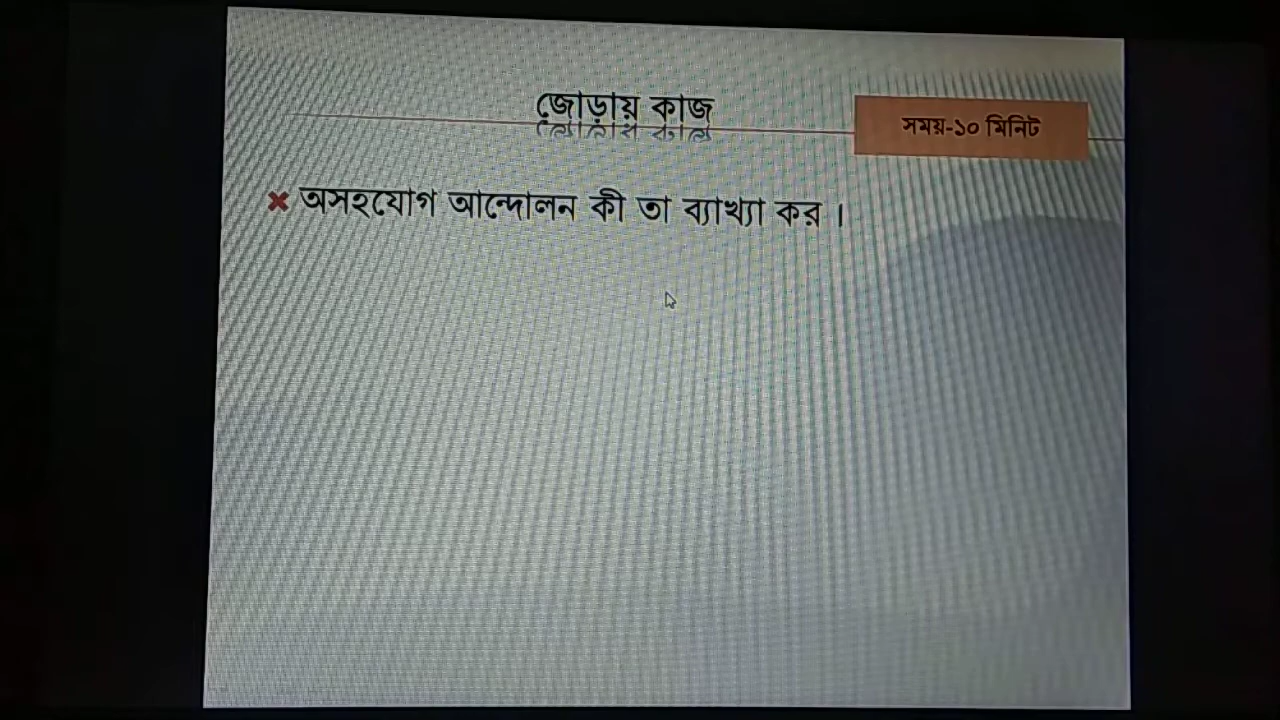 জোড়ায় কাজ
সময়-১০ মিনিট
অসহযোগ আন্দোলন কী তা ব্যাখ্যা কর ।